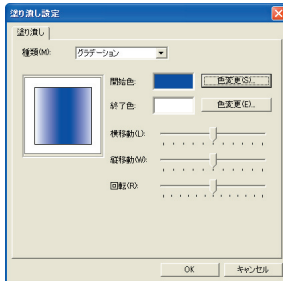 塗り潰し設定
塗り潰し
種類(M): グラデーション
開始色: 色変更(S)...
終了色: 色変更(E)...
横移動(L):
縦移動(W):
回転(R):
OK キャンセル